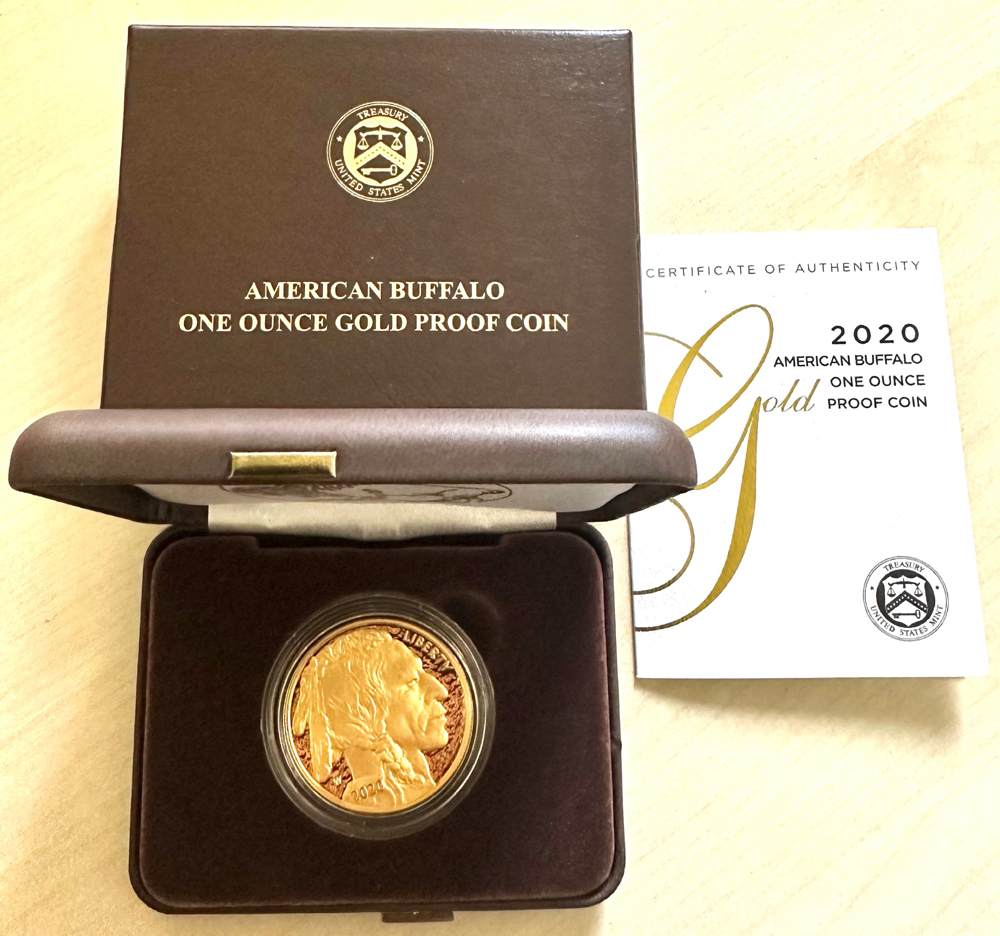 TREASURY
UNITED STATES MINT
AMERICAN BUFFALO
ONE OUNCE GOLD PROOF COIN
CERTIFICATE OF AUTHENTICITY
2020
AMERICAN BUFFALO
ONE OUNCE
Gold PROOF COIN
TREASURY
UNITED STATES MINT
LIBERTY
2020